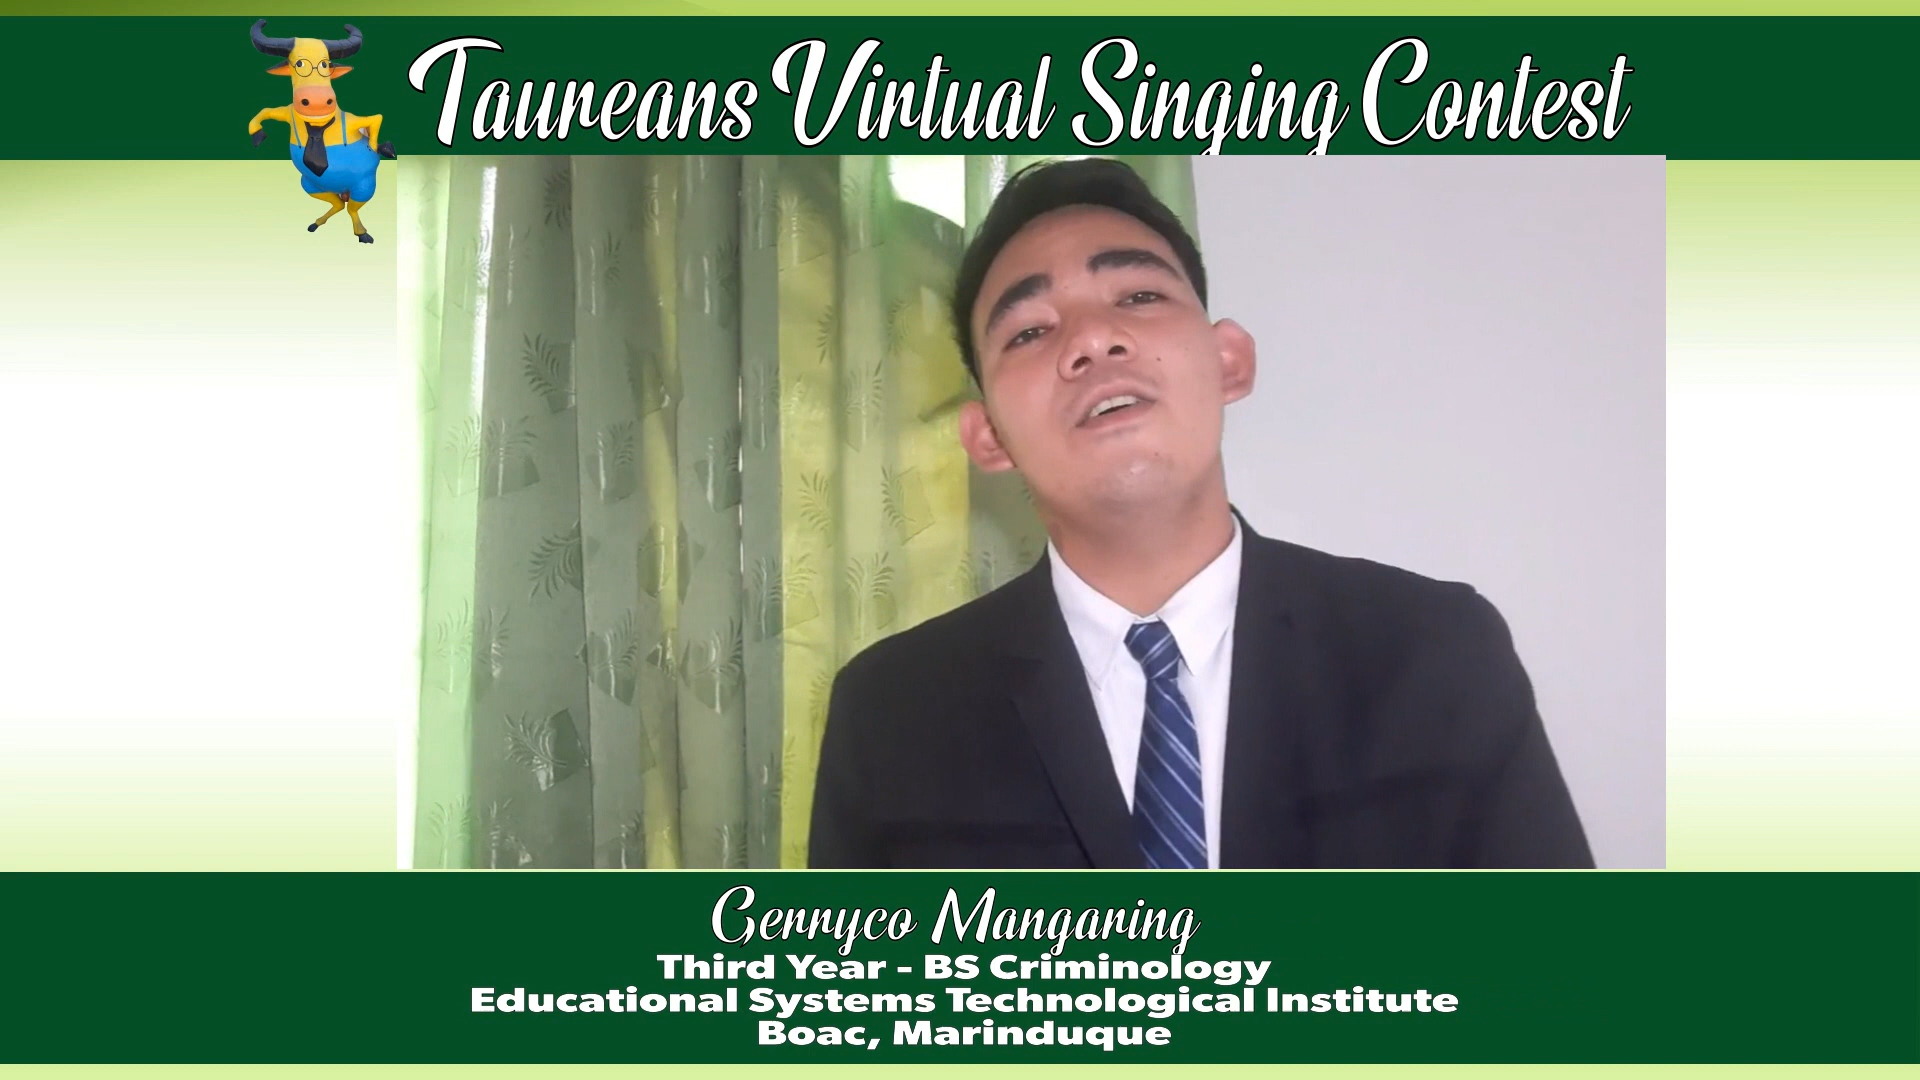 Taureans Virtual Singing Contest
Gerryco Mangaring
Third Year - BS Criminology
Educational Systems Technological Institute
Boac, Marinduque